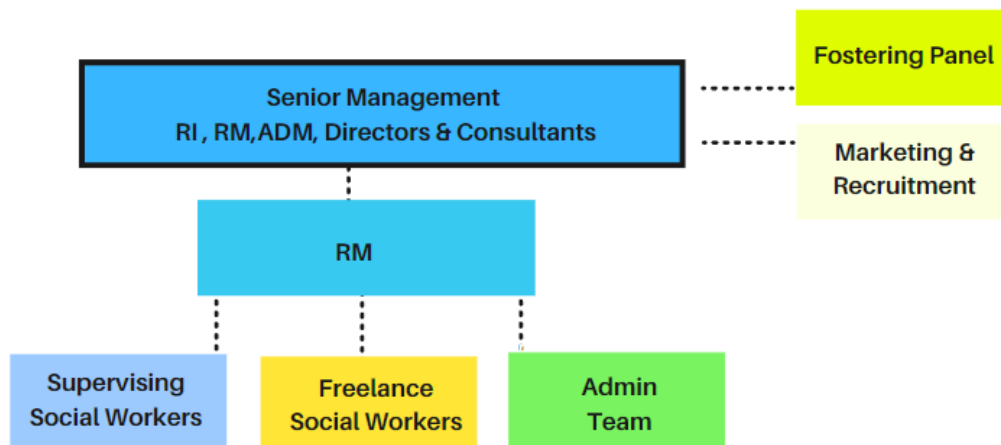 Fostering Panel
Senior Management
RI , RM,ADM, Directors & Consultants
Marketing &
Recruitment
RM
Supervising
Social Workers
Freelance
Social Workers
Admin
Team